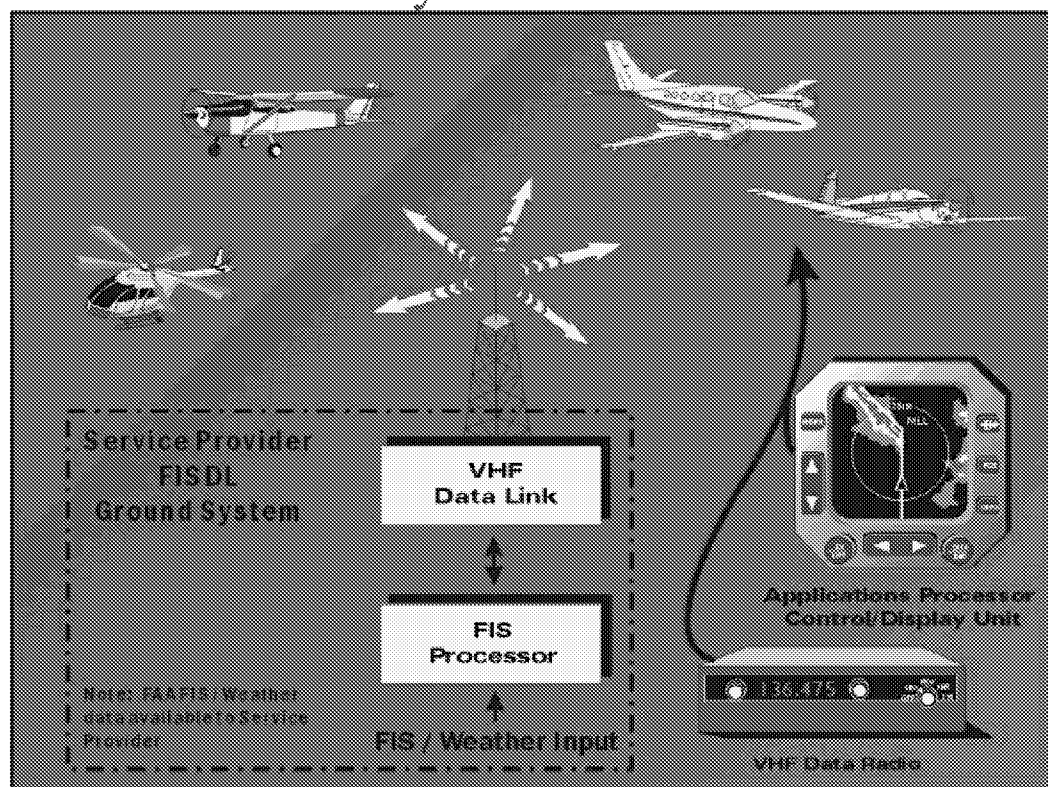 Service Provider
FISDL
Ground System
VHF
Data Link
FIS
Processor
Note: FAA FIS / Weather
data available to Service
Provider
FIS / Weather Input
Applications Processor
Control/Display Unit
VHF Data Radio